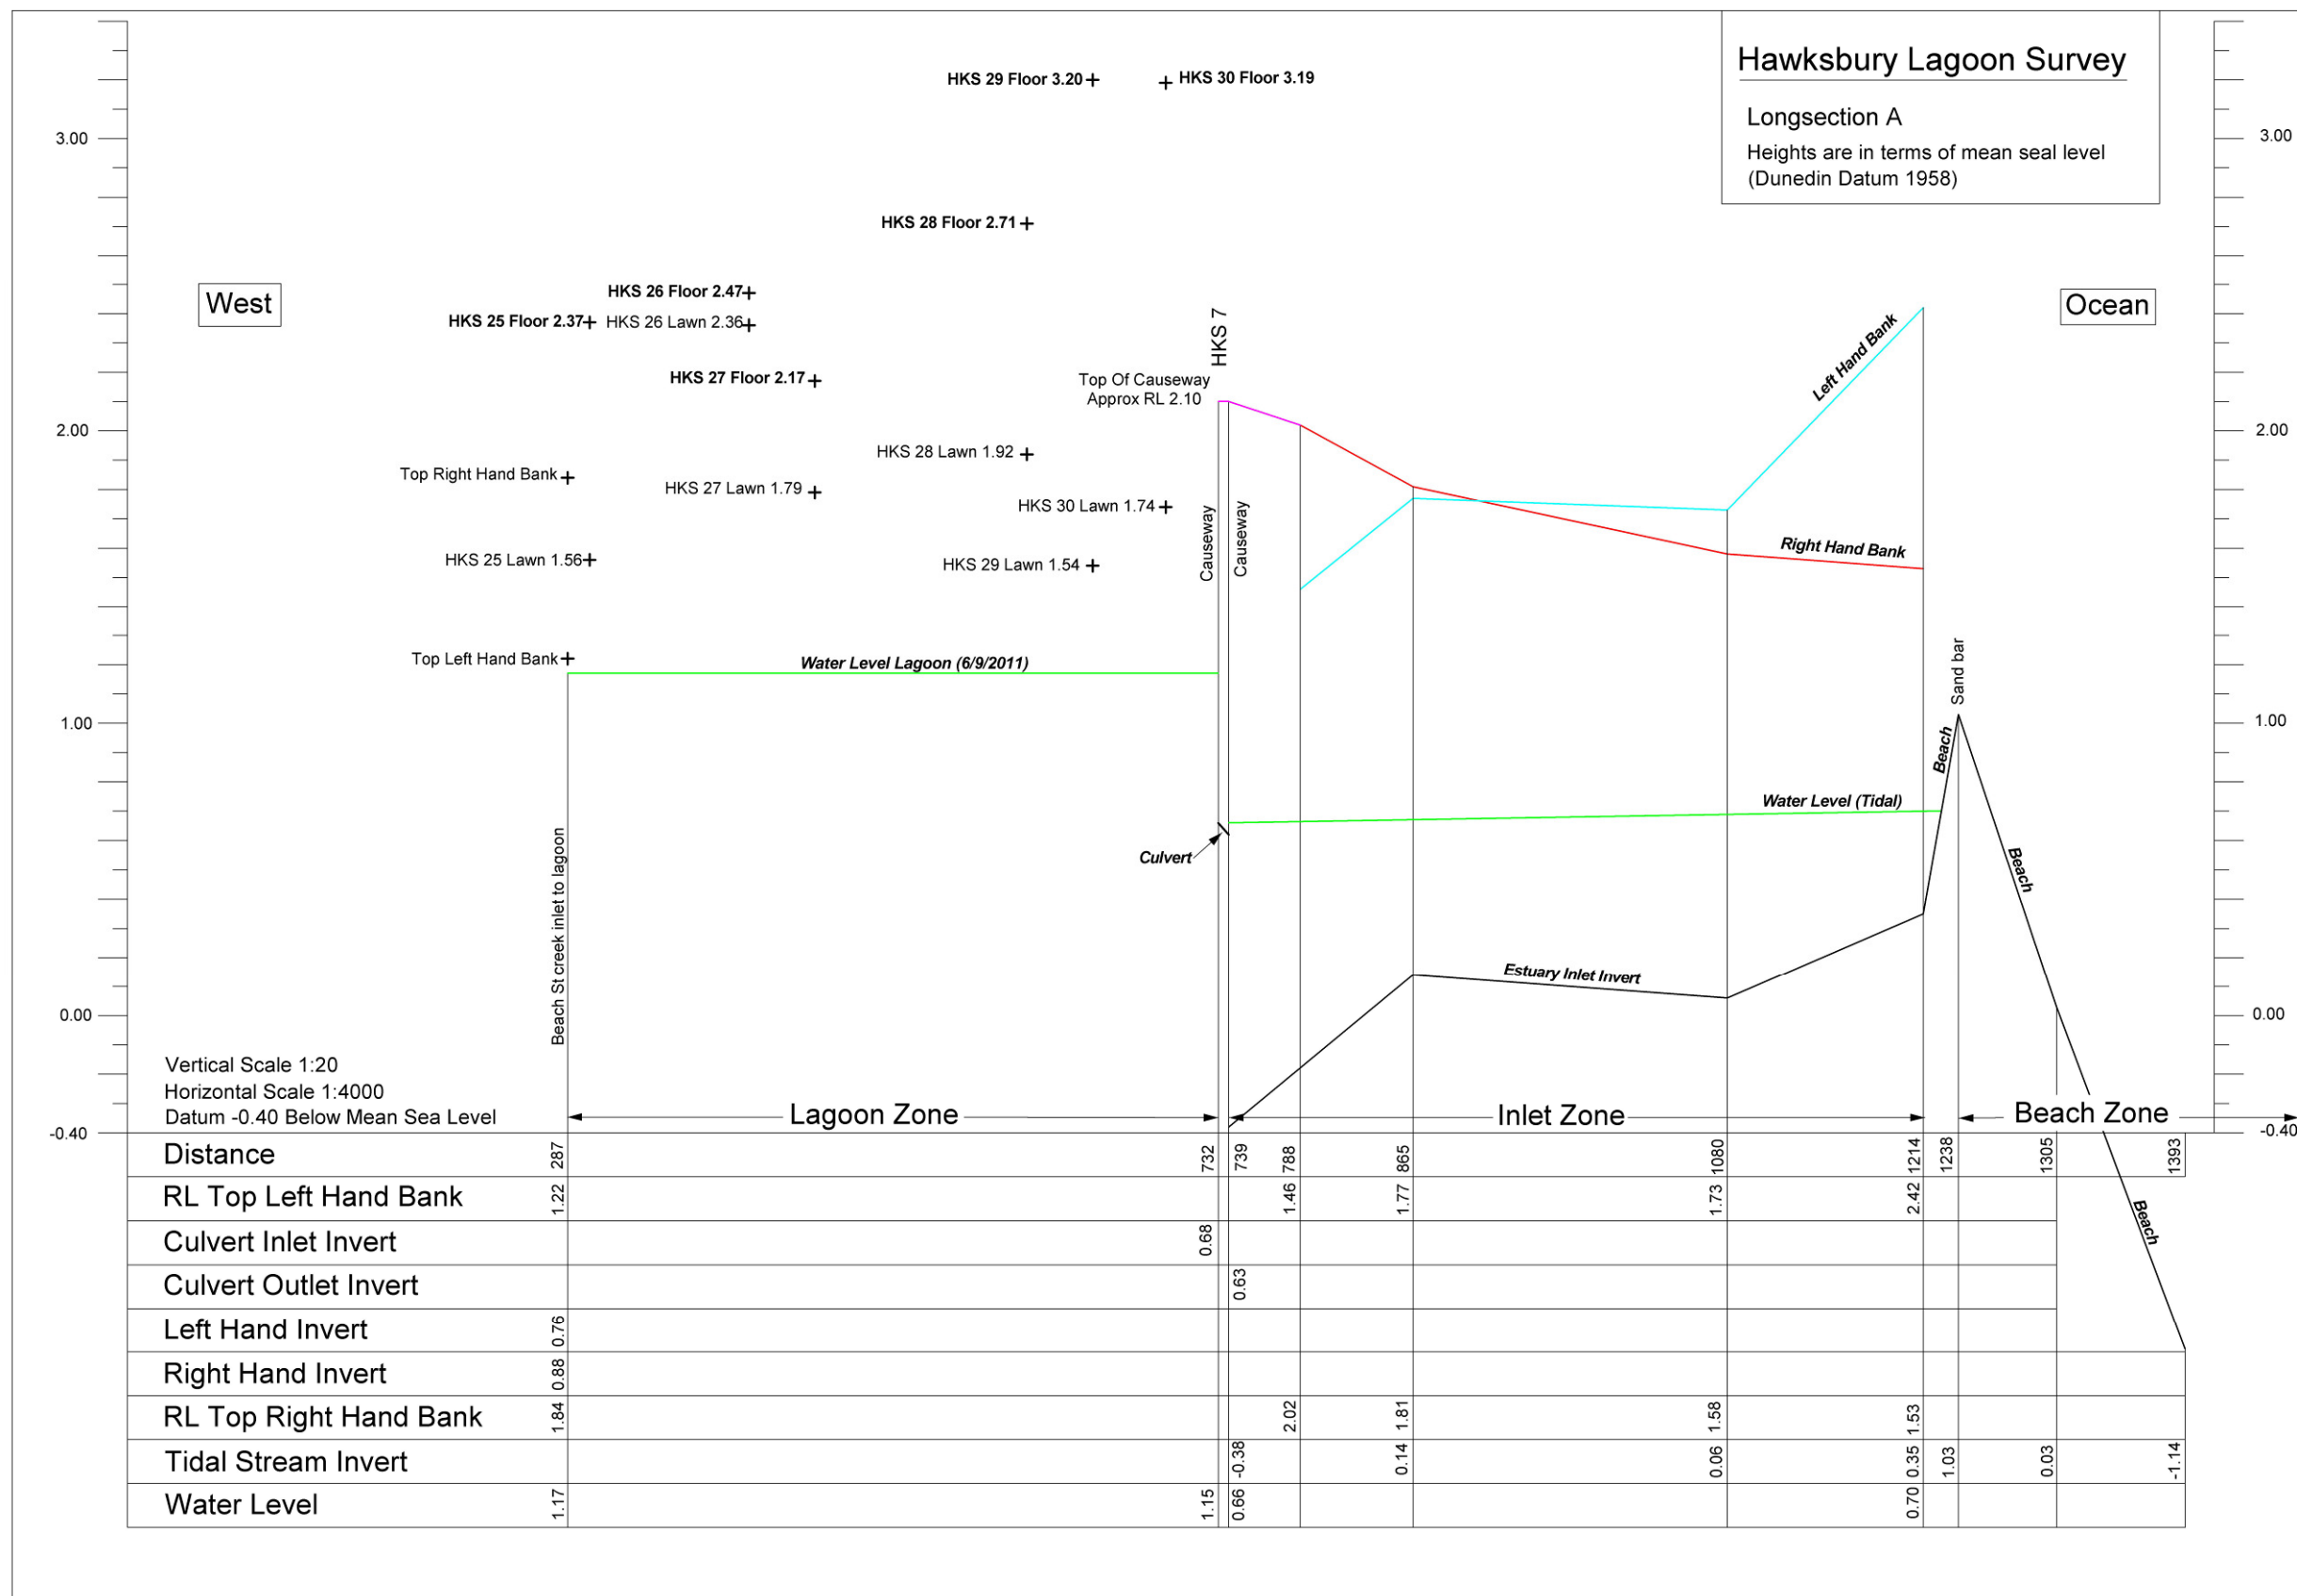 Hawksbury Lagoon Survey
Longsection A
Heights are in terms of mean seal level
(Dunedin Datum 1958)
HKS 29 Floor 3.20
HKS 30 Floor 3.19
3.00
3.00
HKS 28 Floor 2.71
West
Ocean
HKS 26 Floor 2.47
HKS 25 Floor 2.37
HKS 26 Lawn 2.36
HKS 7
Left Hand Bank
HKS 27 Floor 2.17
Top Of Causeway
Approx RL 2.10
2.00
2.00
HKS 28 Lawn 1.92
Top Right Hand Bank
HKS 27 Lawn 1.79
HKS 30 Lawn 1.74
Causeway
Causeway
Right Hand Bank
HKS 25 Lawn 1.56
HKS 29 Lawn 1.54
Top Left Hand Bank
Water Level Lagoon (6/9/2011)
Sand bar
1.00
1.00
Beach
Water Level (Tidal)
Culvert
Beach
Beach St creek inlet to lagoon
Estuary Inlet Invert
0.00
0.00
Vertical Scale 1:20
Horizontal Scale 1:4000
Datum -0.40 Below Mean Sea Level
Lagoon Zone
Inlet Zone
Beach Zone
-0.40
-0.40
Distance 287 732 739 788 865 1080 1214 1238 1305 1393
RL Top Left Hand Bank 1.22 1.46 1.77 1.73 2.42
Beach
Culvert Inlet Invert 0.68
Culvert Outlet Invert 0.63
Left Hand Invert 0.76
Right Hand Invert 0.88
RL Top Right Hand Bank 1.84 2.02 1.81 1.58 1.53
Tidal Stream Invert -0.38 0.14 0.06 0.35 1.03 0.03 -1.14
Water Level 1.17 1.15 0.66 0.70